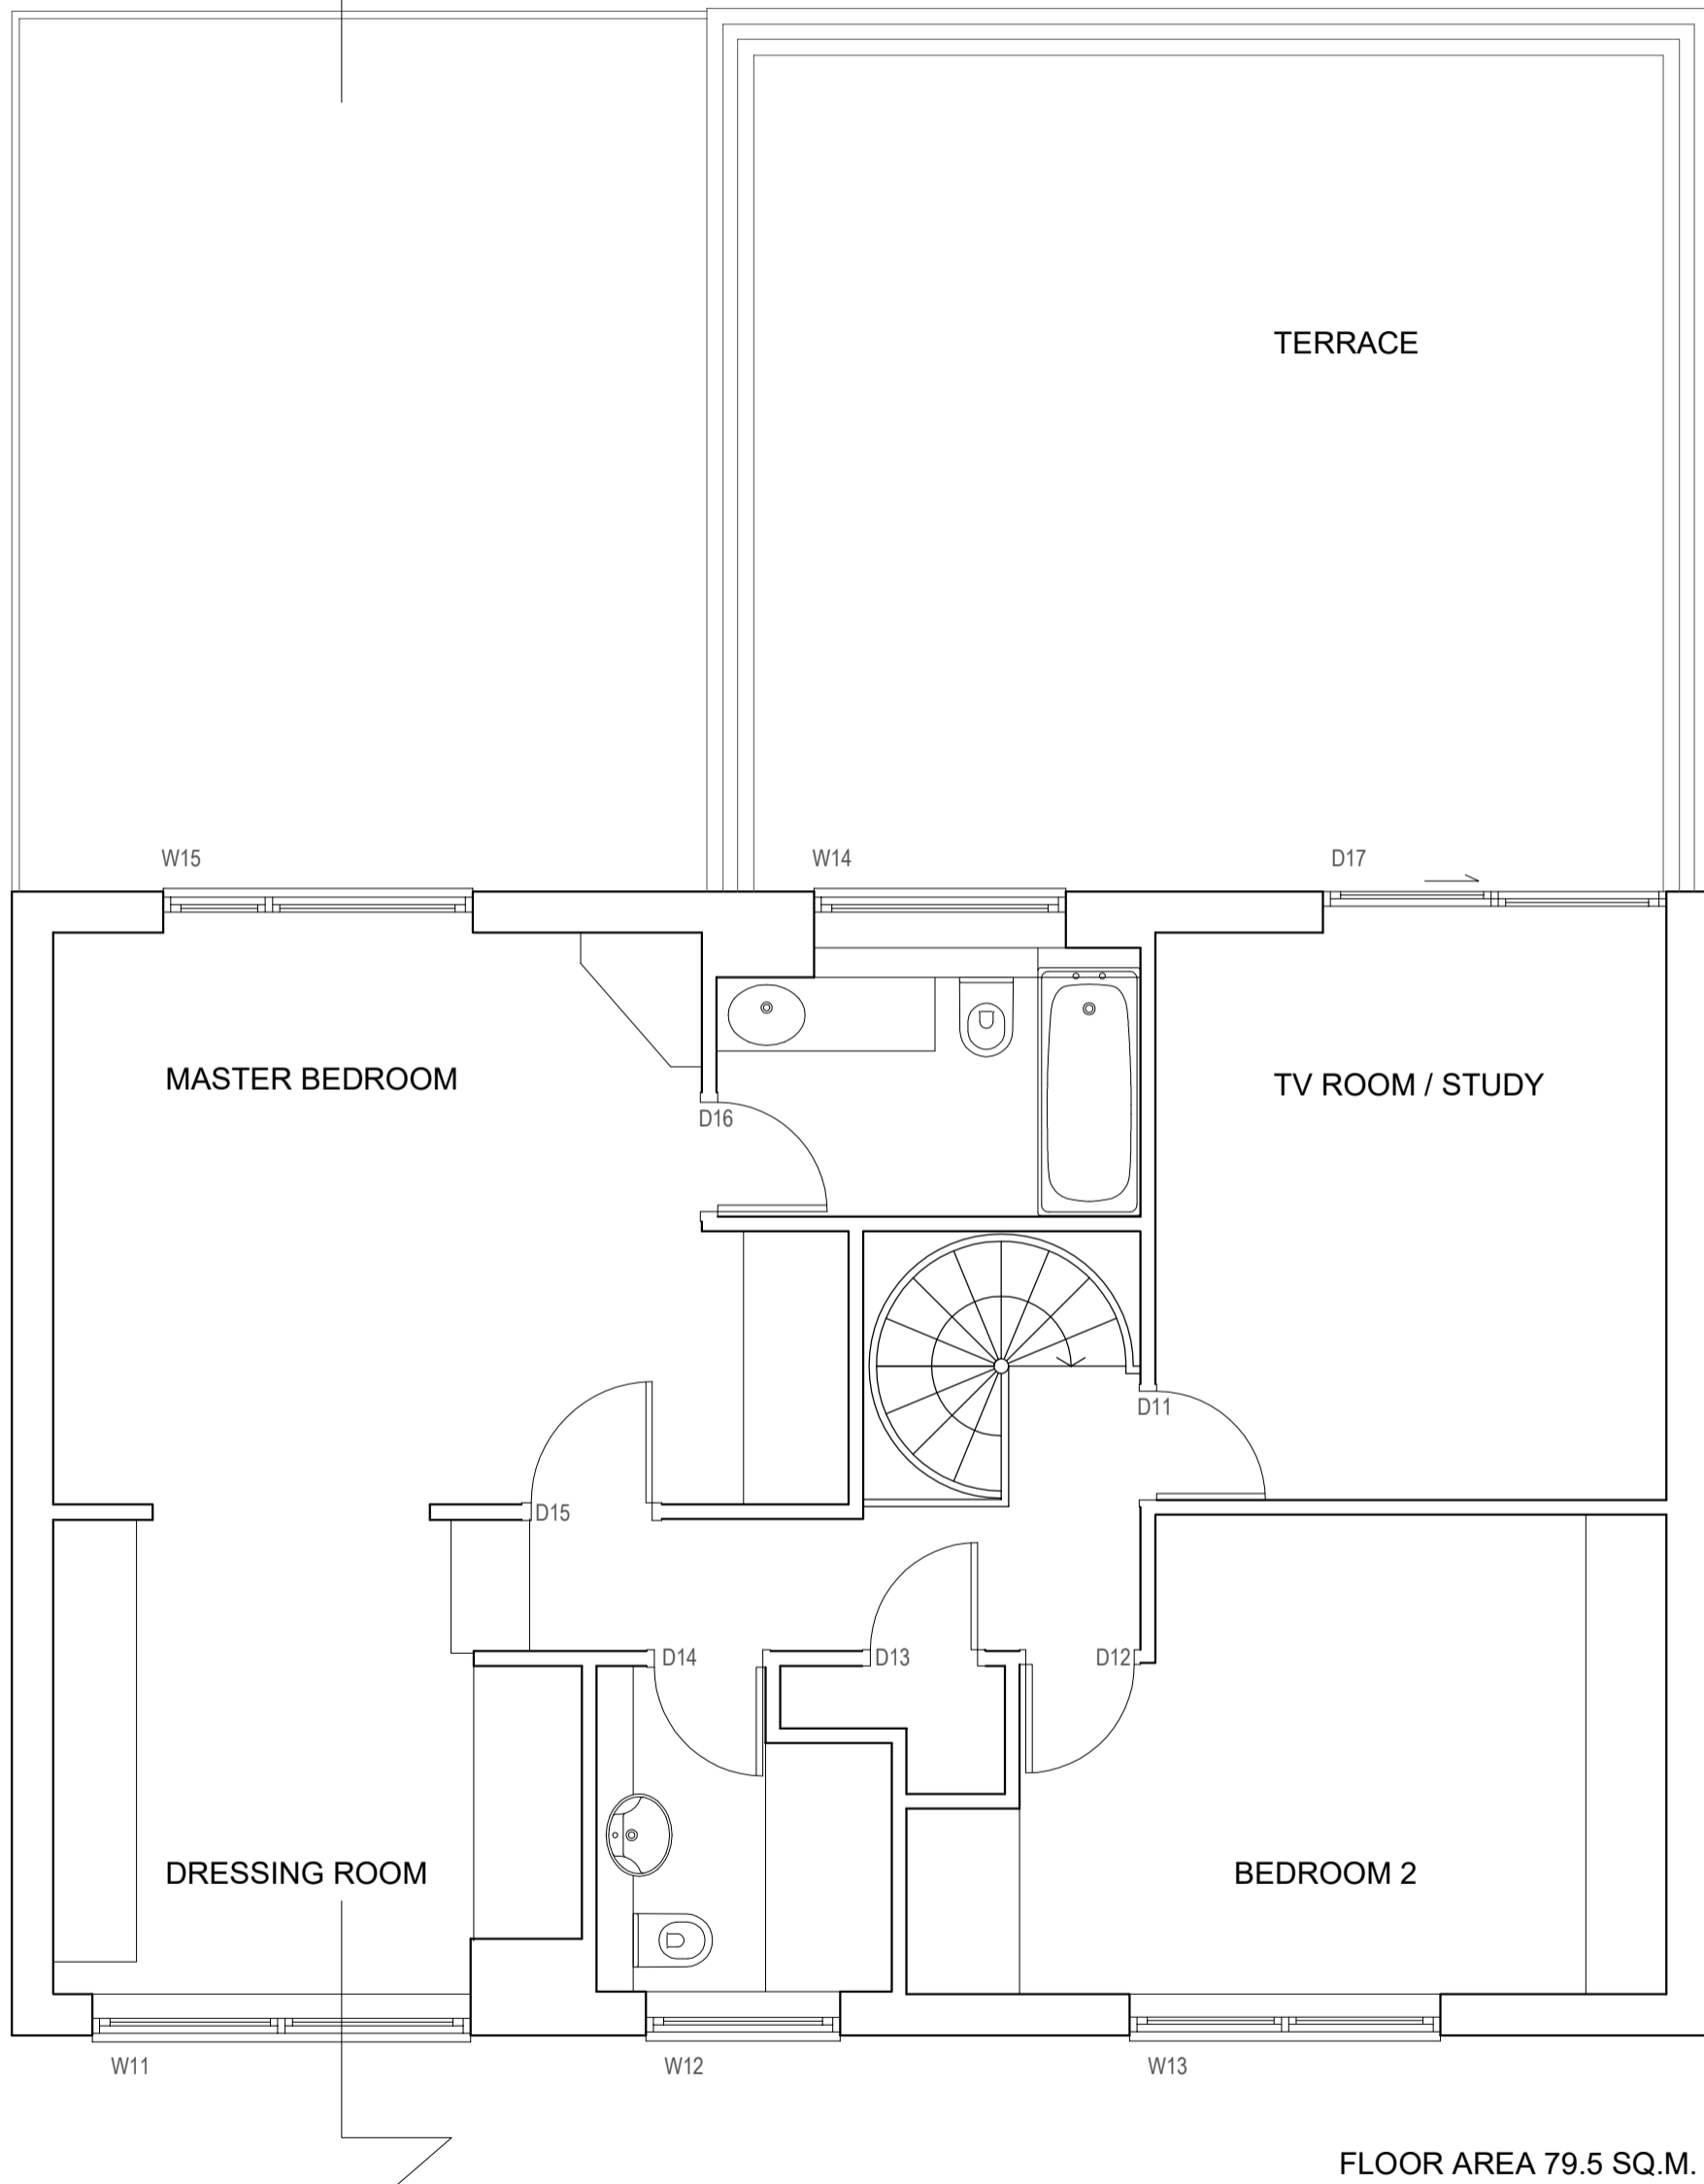 TERRACE
W15
W14
D17
MASTER BEDROOM
TV ROOM / STUDY
D16
D11
D15
D14
D13
D12
DRESSING ROOM
BEDROOM 2
W11
W12
W13
FLOOR AREA 79.5 SQ.M.